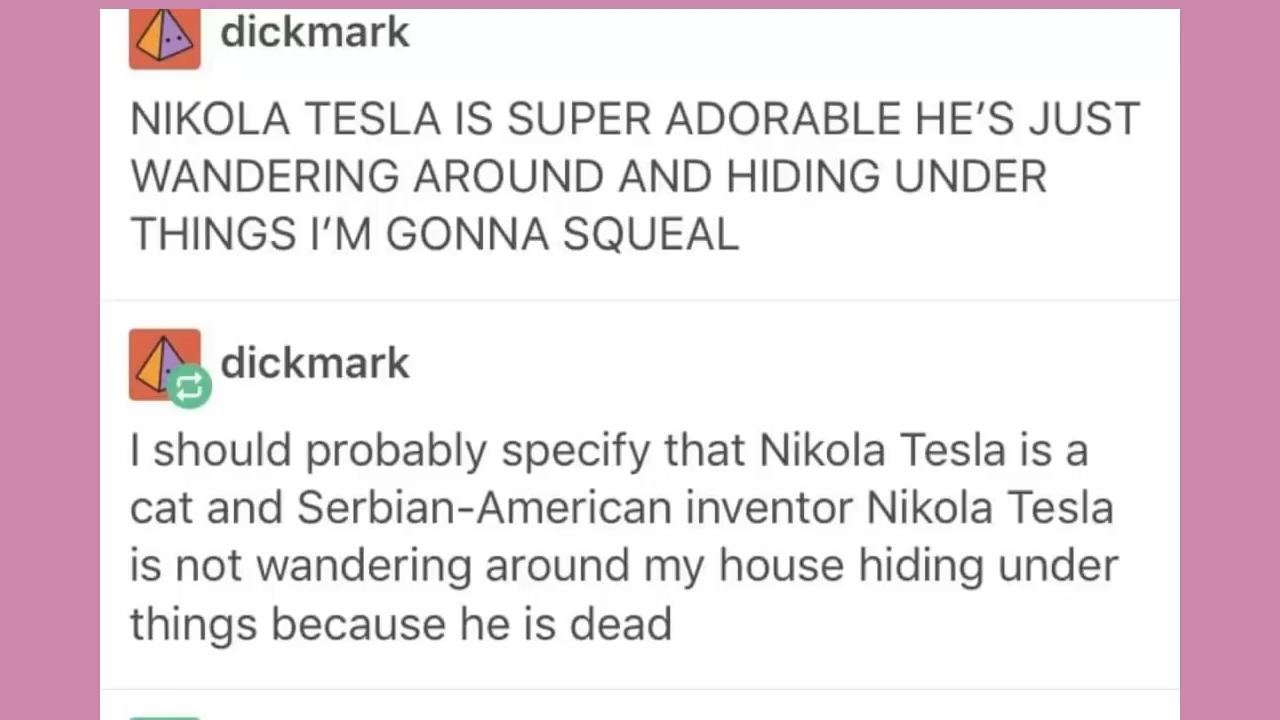 dickmark
NIKOLA TESLA IS SUPER ADORABLE HE’S JUST
WANDERING AROUND AND HIDING UNDER
THINGS I’M GONNA SQUEAL
dickmark
I should probably specify that Nikola Tesla is a
cat and Serbian-American inventor Nikola Tesla
is not wandering around my house hiding under
things because he is dead